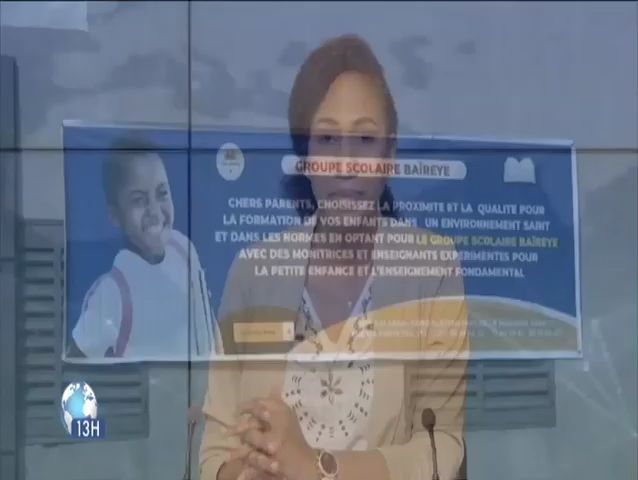 GROUPE SCOLAIRE BAÏREYE
CHERS PARENTS, CHOISISSEZ LA PROXIMITE ET LA QUALITE POUR
LA FORMATION DE VOS ENFANTS DANS UN ENVIRONNEMENT SAINT
ET DANS LES NORMES EN OPTANT POUR LE GROUPE SCOLAIRE BAÏREYE
AVEC DES MONITRICES ET ENSEIGNANTS EXPERIMENTES POUR
LA PETITE ENFANCE ET L'ENSEIGNEMENT FONDAMENTAL
13H